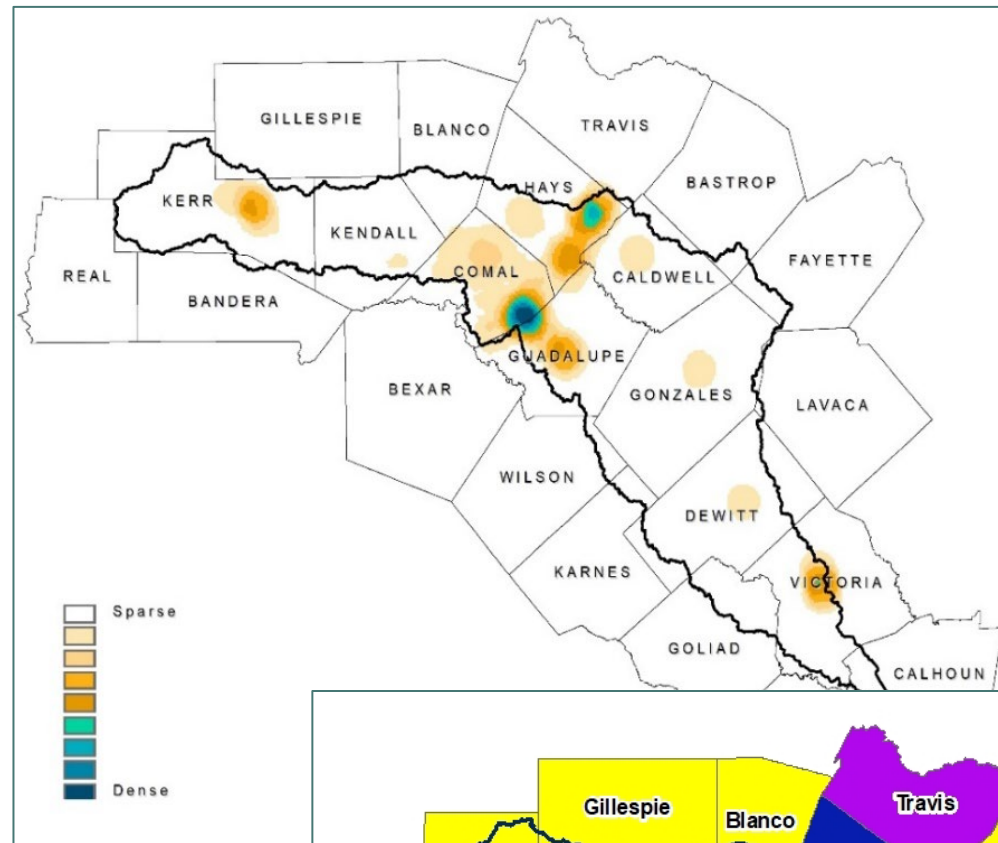 TRAVIS
GILLESPIE
BLANCO
BASTROP
HAYS
KERR
KENDALL
FAYETTE
REAL
COMAL
CALDWELL
BANDERA
GUADALUPE
BEXAR
GONZALES
LAVACA
WILSON
DEWITT
KARNES
VICTORIA
GOLIAD
CALHOUN
Sparse
Dense
Gillespie
Blanco
Travis